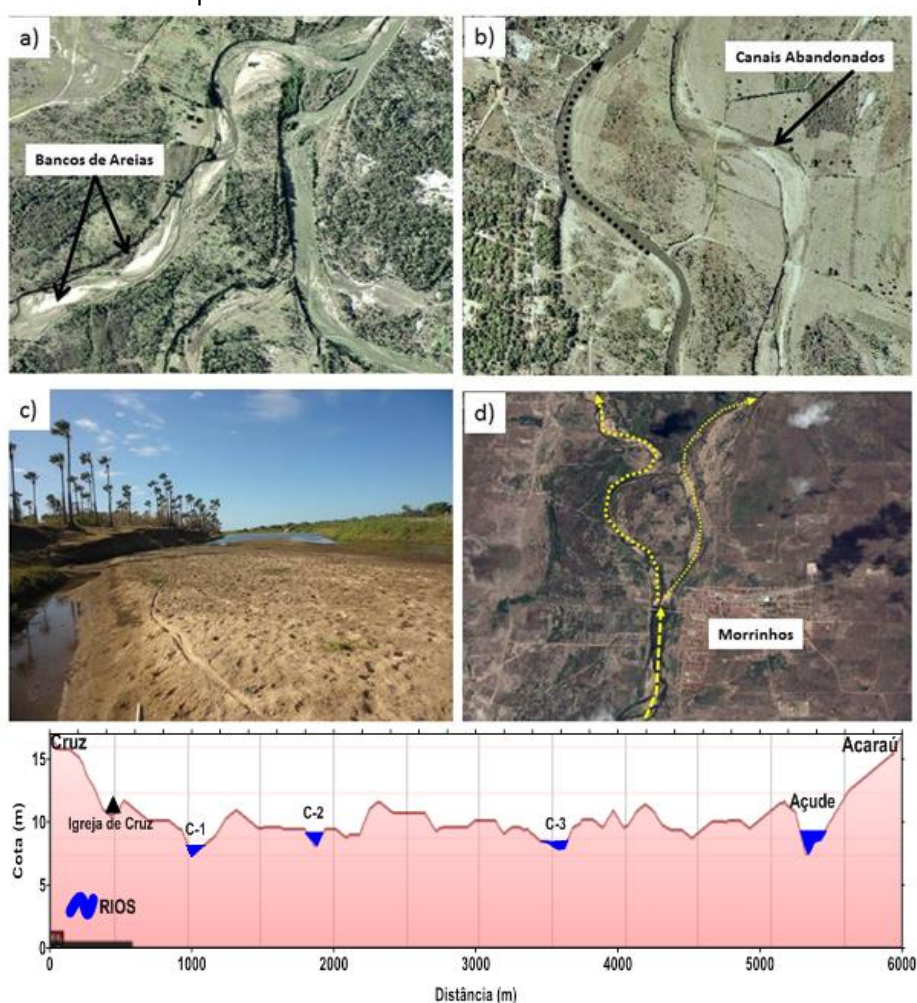 a)
Bancos de Areias
b)
Canais Abandonados
c)
d)
Morrinhos
Cruz
Acaraú
15
10
5
0
Cota (m)
Igreja de Cruz
C-1
C-2
C-3
Açude
RIOS
0 1000 2000 3000 4000 5000 6000
Distância (m)